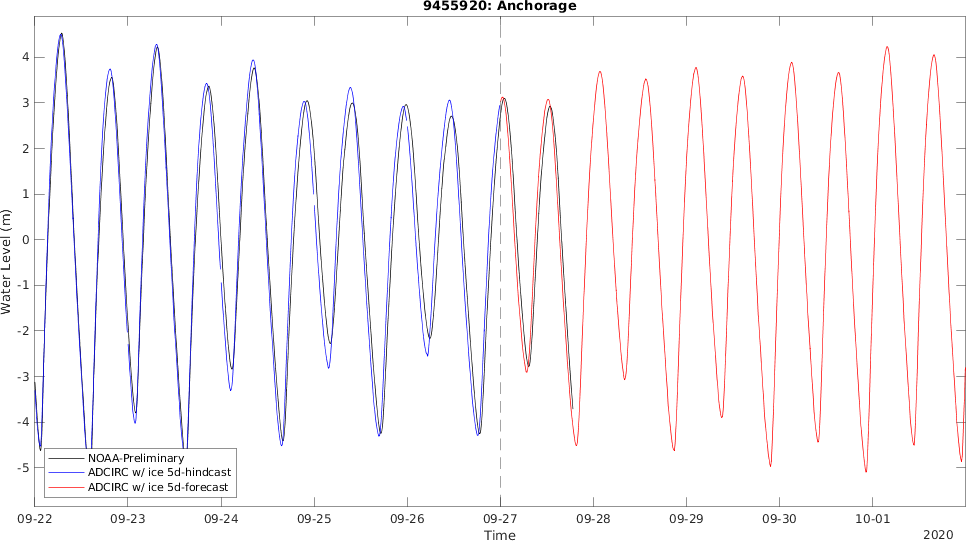 9455920: Anchorage
Water Level (m)
4
3
2
1
0
-1
-2
-3
-4
-5
NOAA-Preliminary
ADCIRC w/ ice 5d-hindcast
ADCIRC w/ ice 5d-forecast
09-22 09-23 09-24 09-25 09-26 09-27 09-28 09-29 09-30 10-01
Time
2020